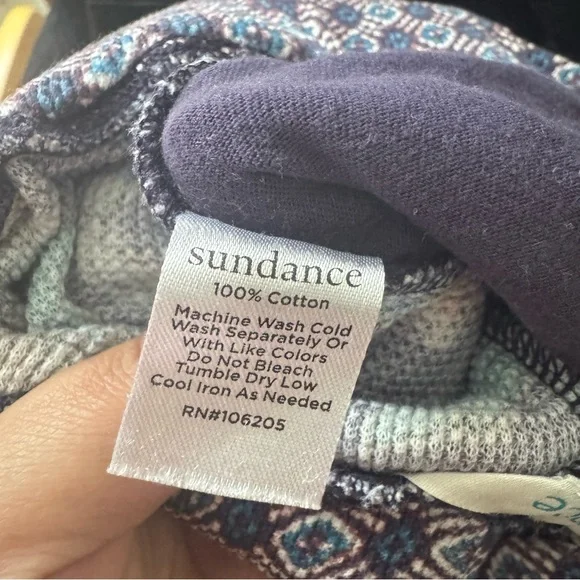 sundance
100% Cotton
Machine Wash Cold
Wash Separately Or
With Like Colors
Do Not Bleach
Tumble Dry Low
Cool Iron As Needed
RN#106205